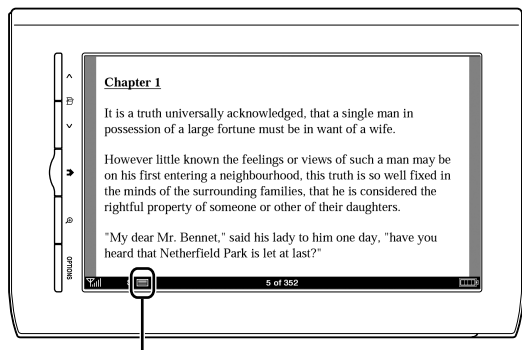 Chapter 1
It is a truth universally acknowledged, that a single man in
possession of a large fortune must be in want of a wife.
However little known the feelings or views of such a man may be
on his first entering a neighbourhood, this truth is so well fixed in
the minds of the surrounding families, that he is considered the
rightful property of someone or other of their daughters.
"My dear Mr. Bennet," said his lady to him one day, "have you
heard that Netherfield Park is let at last?"
OPTIONS
5 of 352